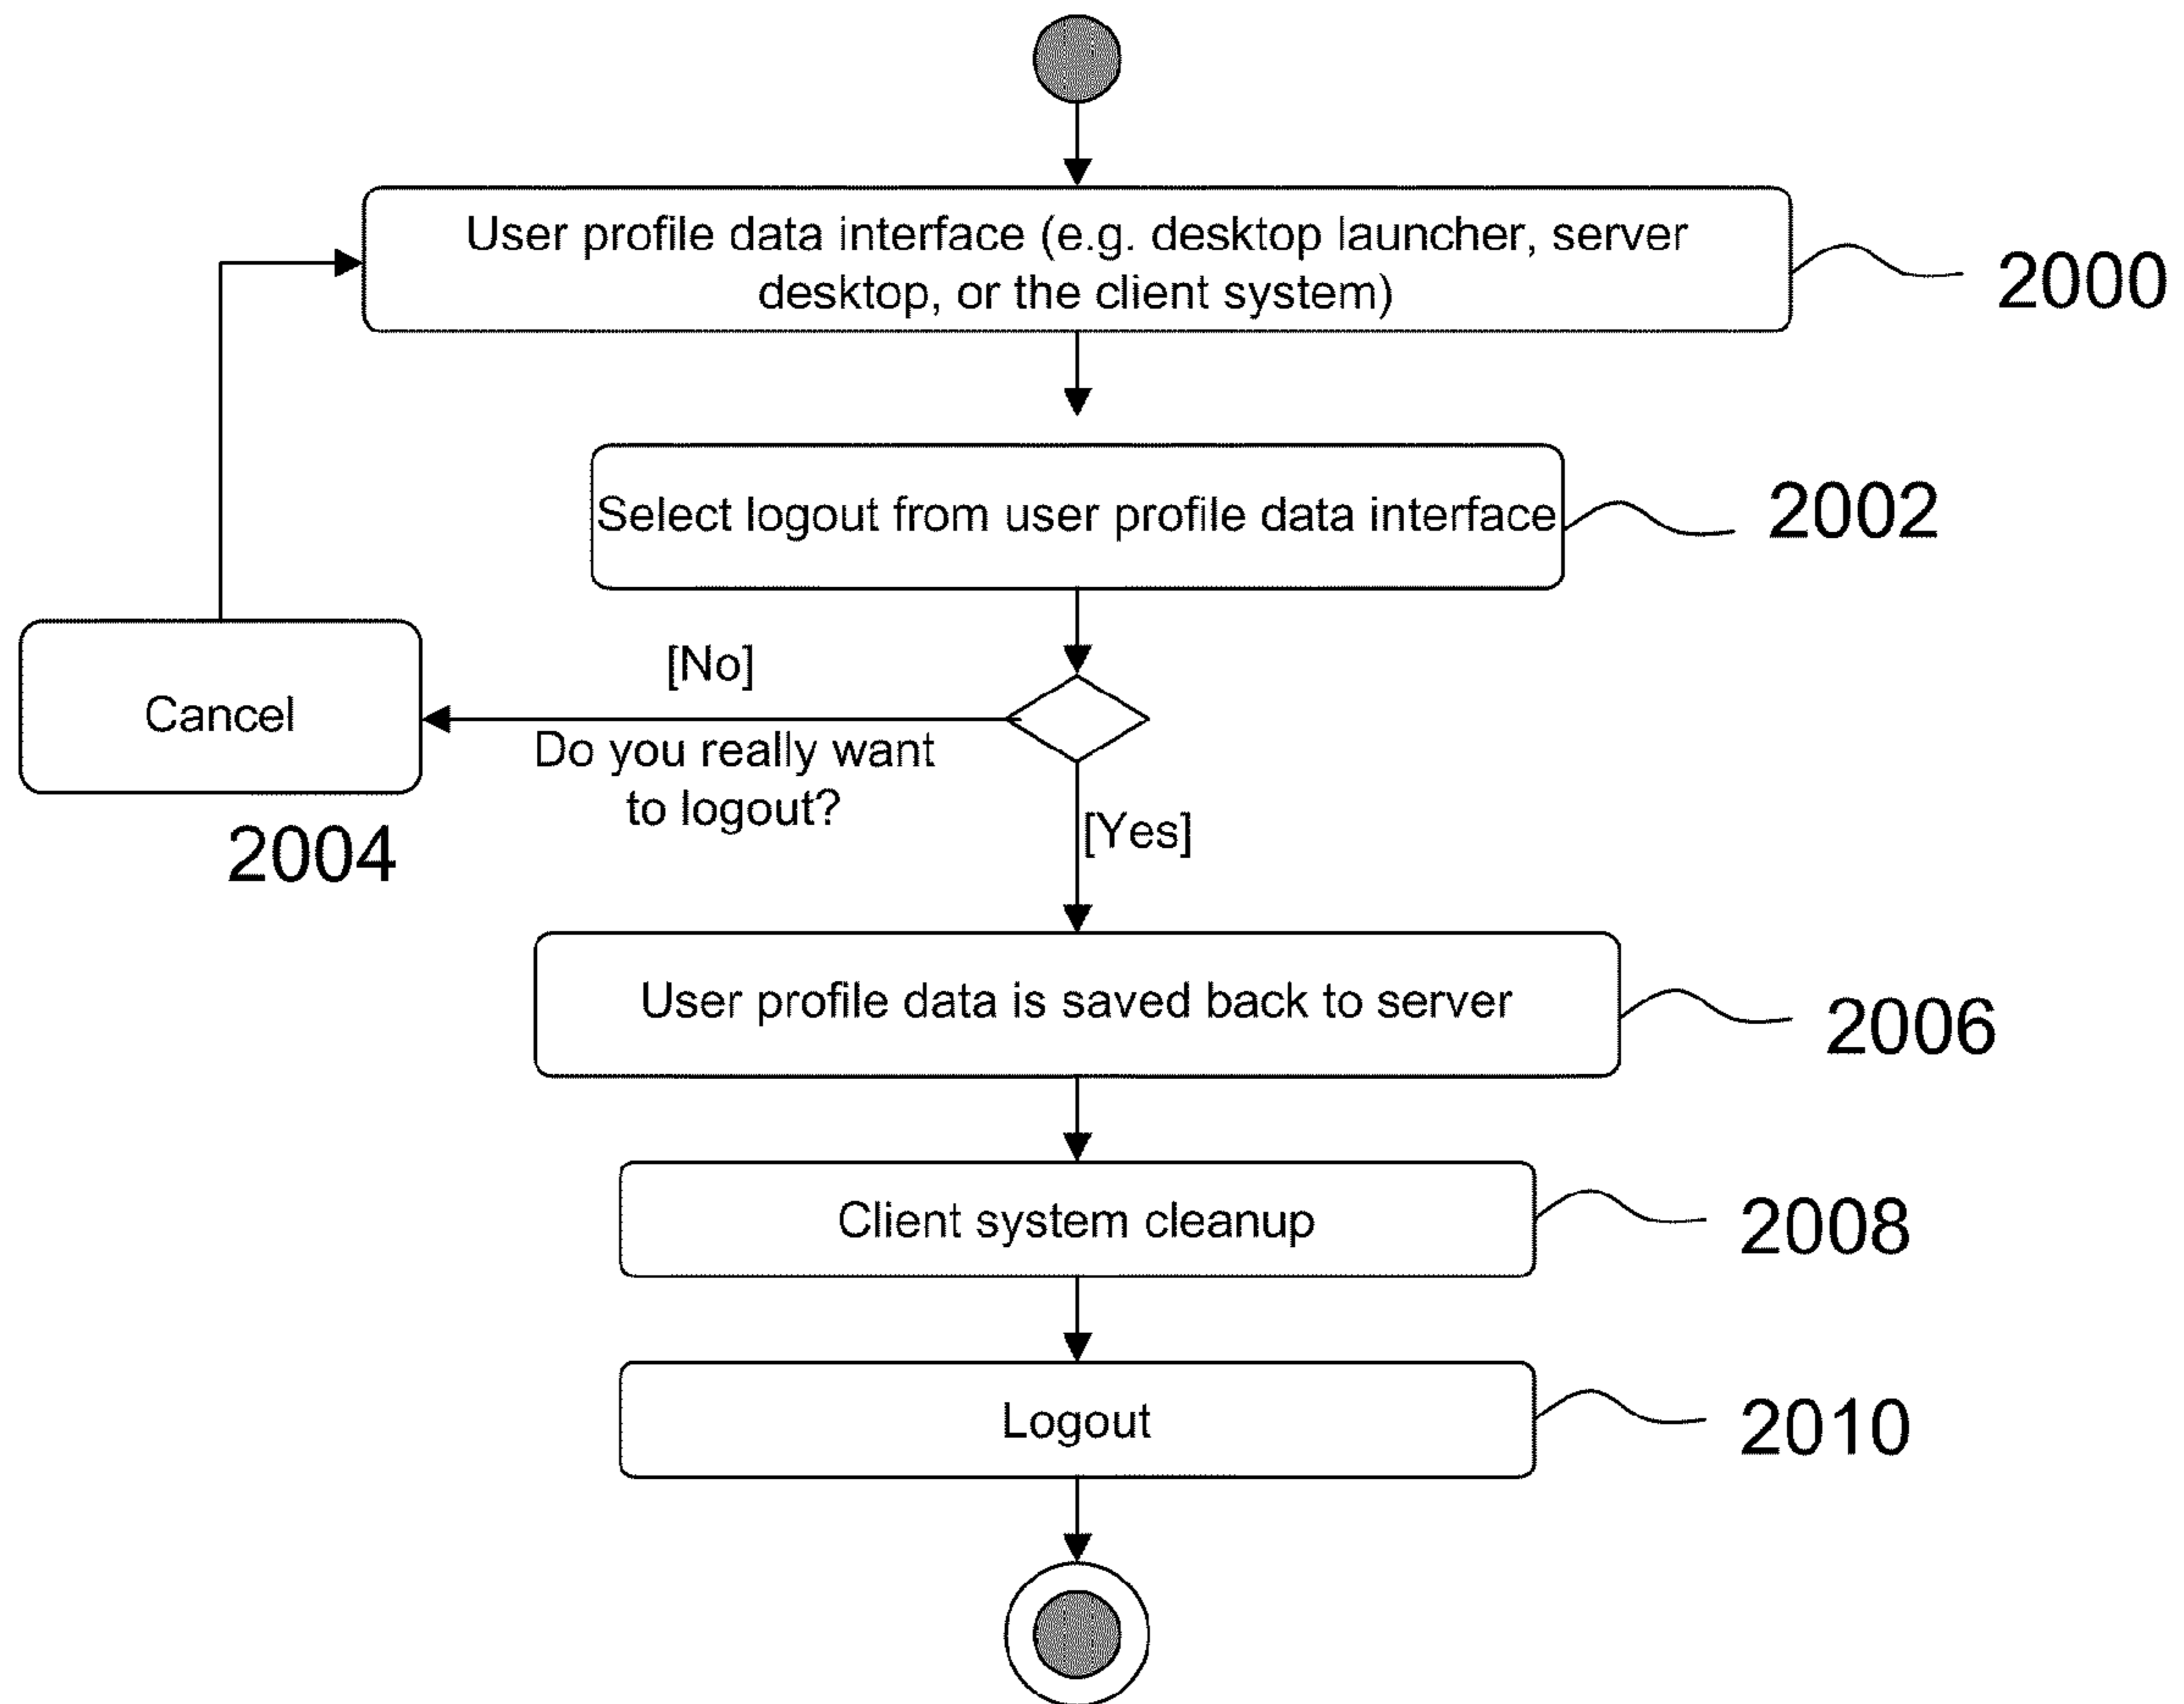 User profile data interface (e.g. desktop launcher, server
desktop, or the client system)
2000
Select logout from user profile data interface
2002
[No]
Cancel
Do you really want
to logout?
2004
[Yes]
User profile data is saved back to server
2006
Client system cleanup
2008
Logout
2010